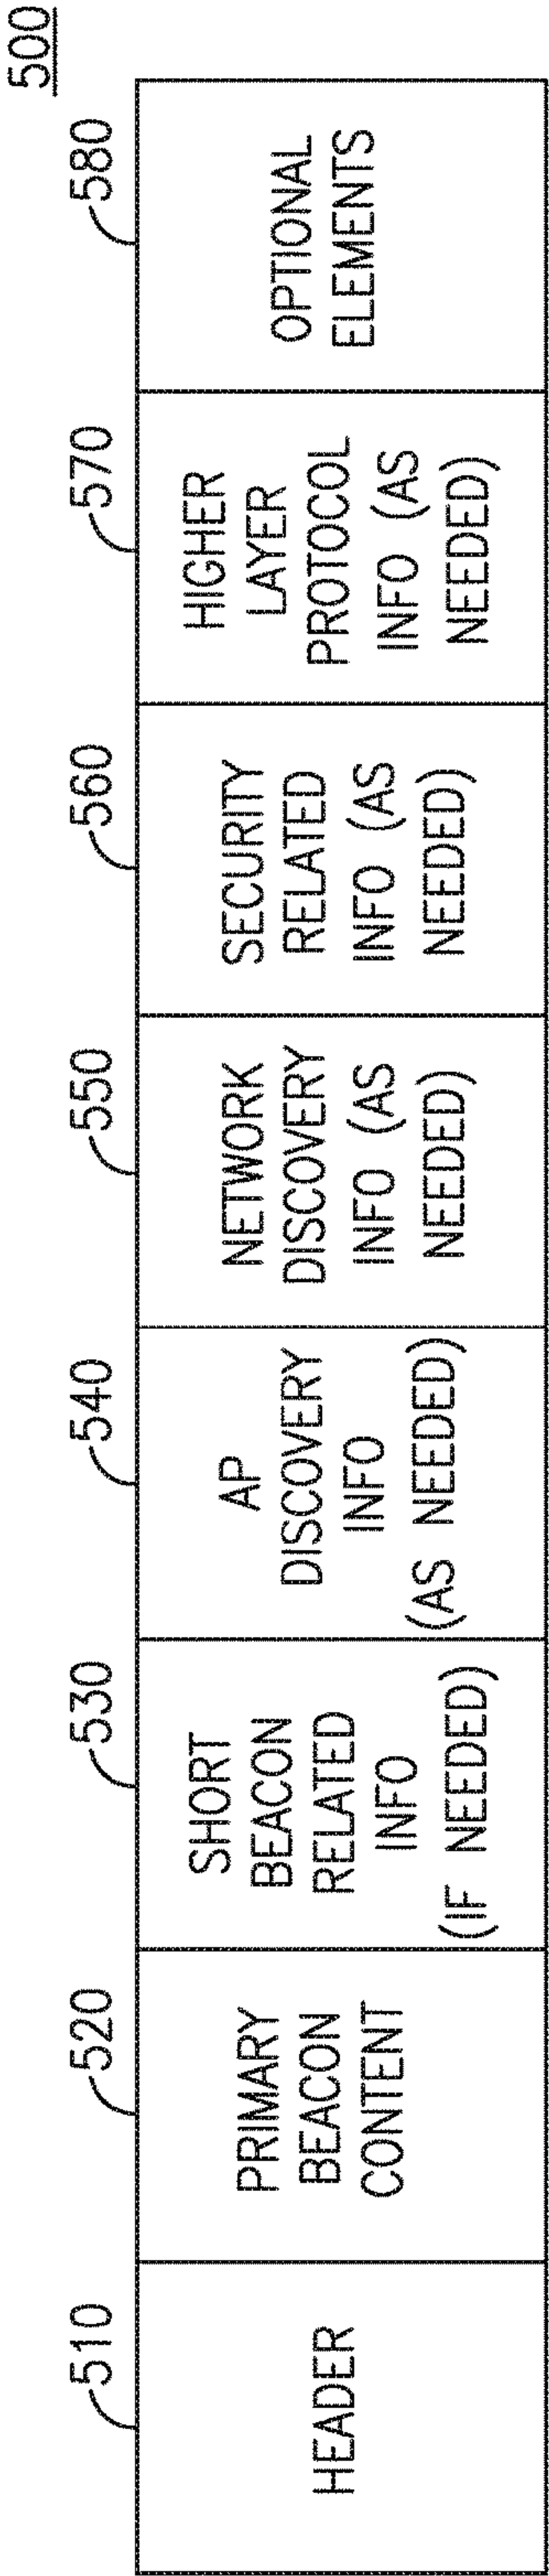 500
510
520
530
540
550
560
570
580
HEADER
PRIMARY
BEACON
CONTENT
SHORT
BEACON
RELATED
INFO
(IF NEEDED)
AP
DISCOVERY
INFO
(AS NEEDED)
NETWORK
DISCOVERY
INFO (AS
NEEDED)
SECURITY
RELATED
INFO (AS
NEEDED)
HIGHER
LAYER
PROTOCOL
INFO (AS
NEEDED)
OPTIONAL
ELEMENTS